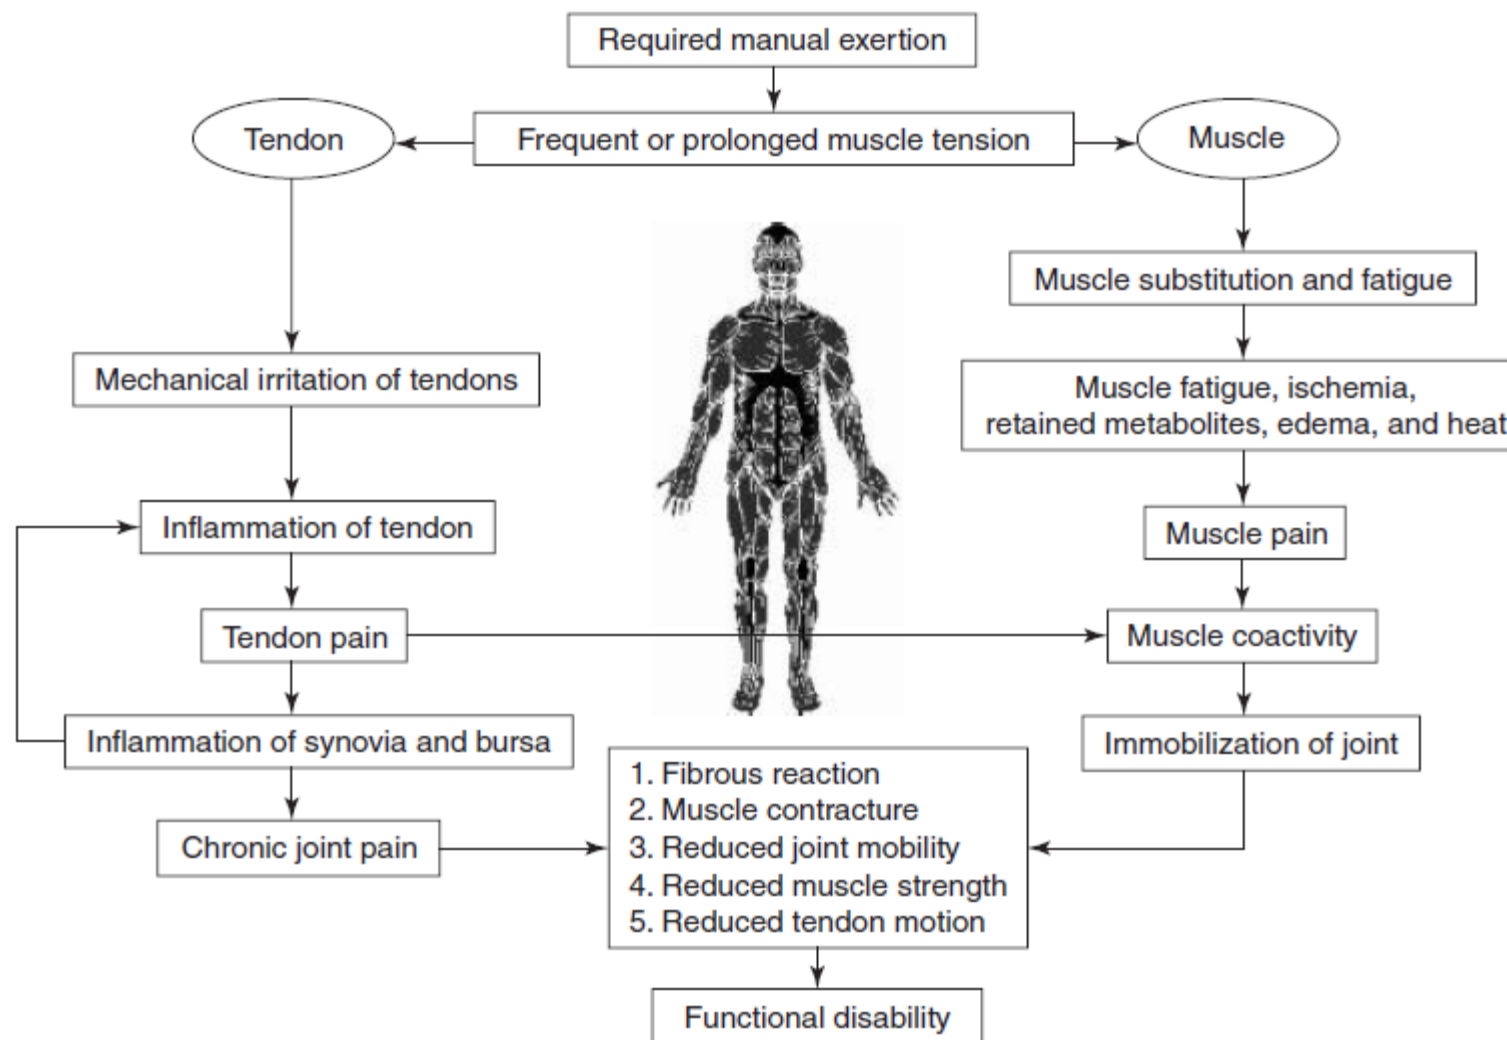 Required manual exertion
Tendon
Frequent or prolonged muscle tension
Muscle
Muscle substitution and fatigue
Mechanical irritation of tendons
Muscle fatigue, ischemia,
retained metabolites, edema, and heat
Inflammation of tendon
Muscle pain
Tendon pain
Muscle coactivity
Inflammation of synovia and bursa
Immobilization of joint
1. Fibrous reaction
2. Muscle contracture
3. Reduced joint mobility
4. Reduced muscle strength
5. Reduced tendon motion
Chronic joint pain
Functional disability